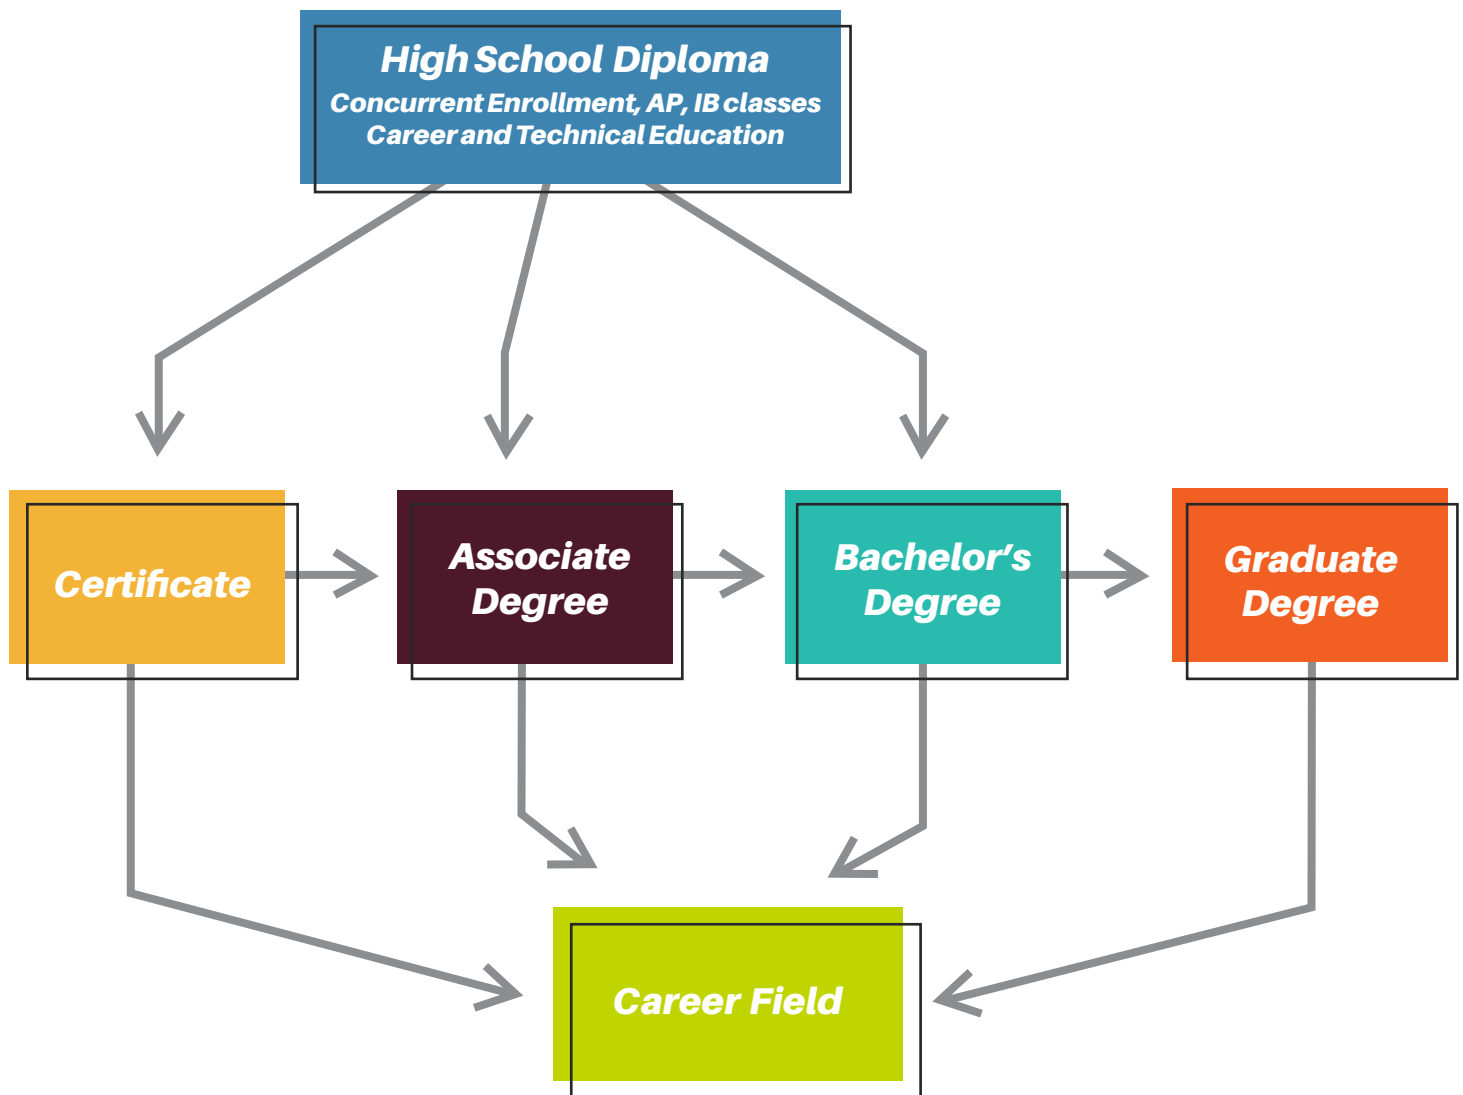 High School Diploma
Concurrent Enrollment, AP, IB classes
Career and Technical Education
Certificate
Associate
Degree
Bachelor's
Degree
Graduate
Degree
Career Field